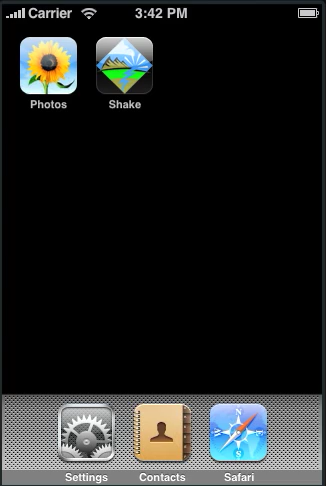 Carrier 3:42 PM
Photos Shake
N
W E
S
Settings Contacts Safari